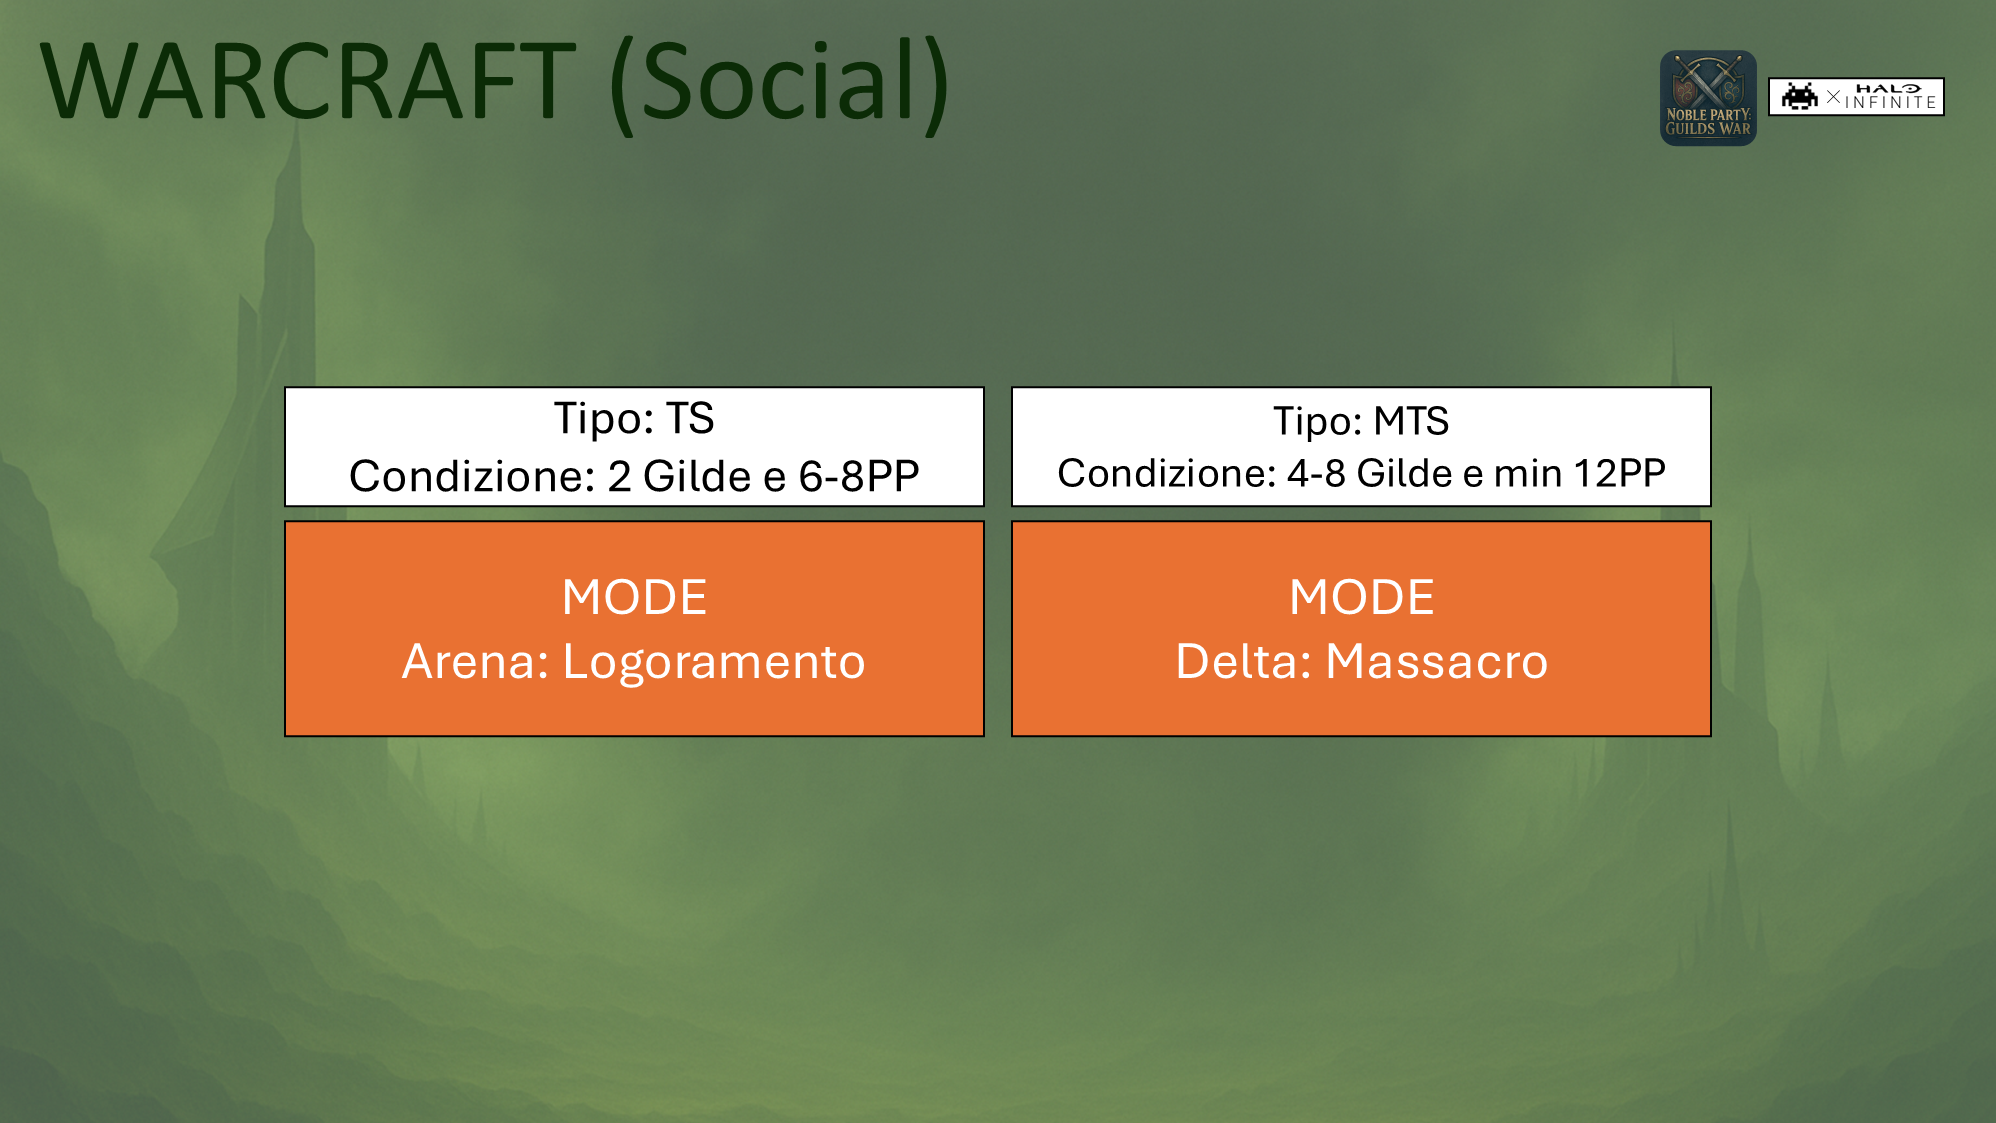 WARCRAFT (Social)
NOBLE PARTY:
GUILDS WAR
HALO
INFINITE
Tipo: TS
Condizione: 2 Gilde e 6-8PP
Tipo: MTS
Condizione: 4-8 Gilde e min 12PP
MODE
Arena: Logoramento
MODE
Delta: Massacro